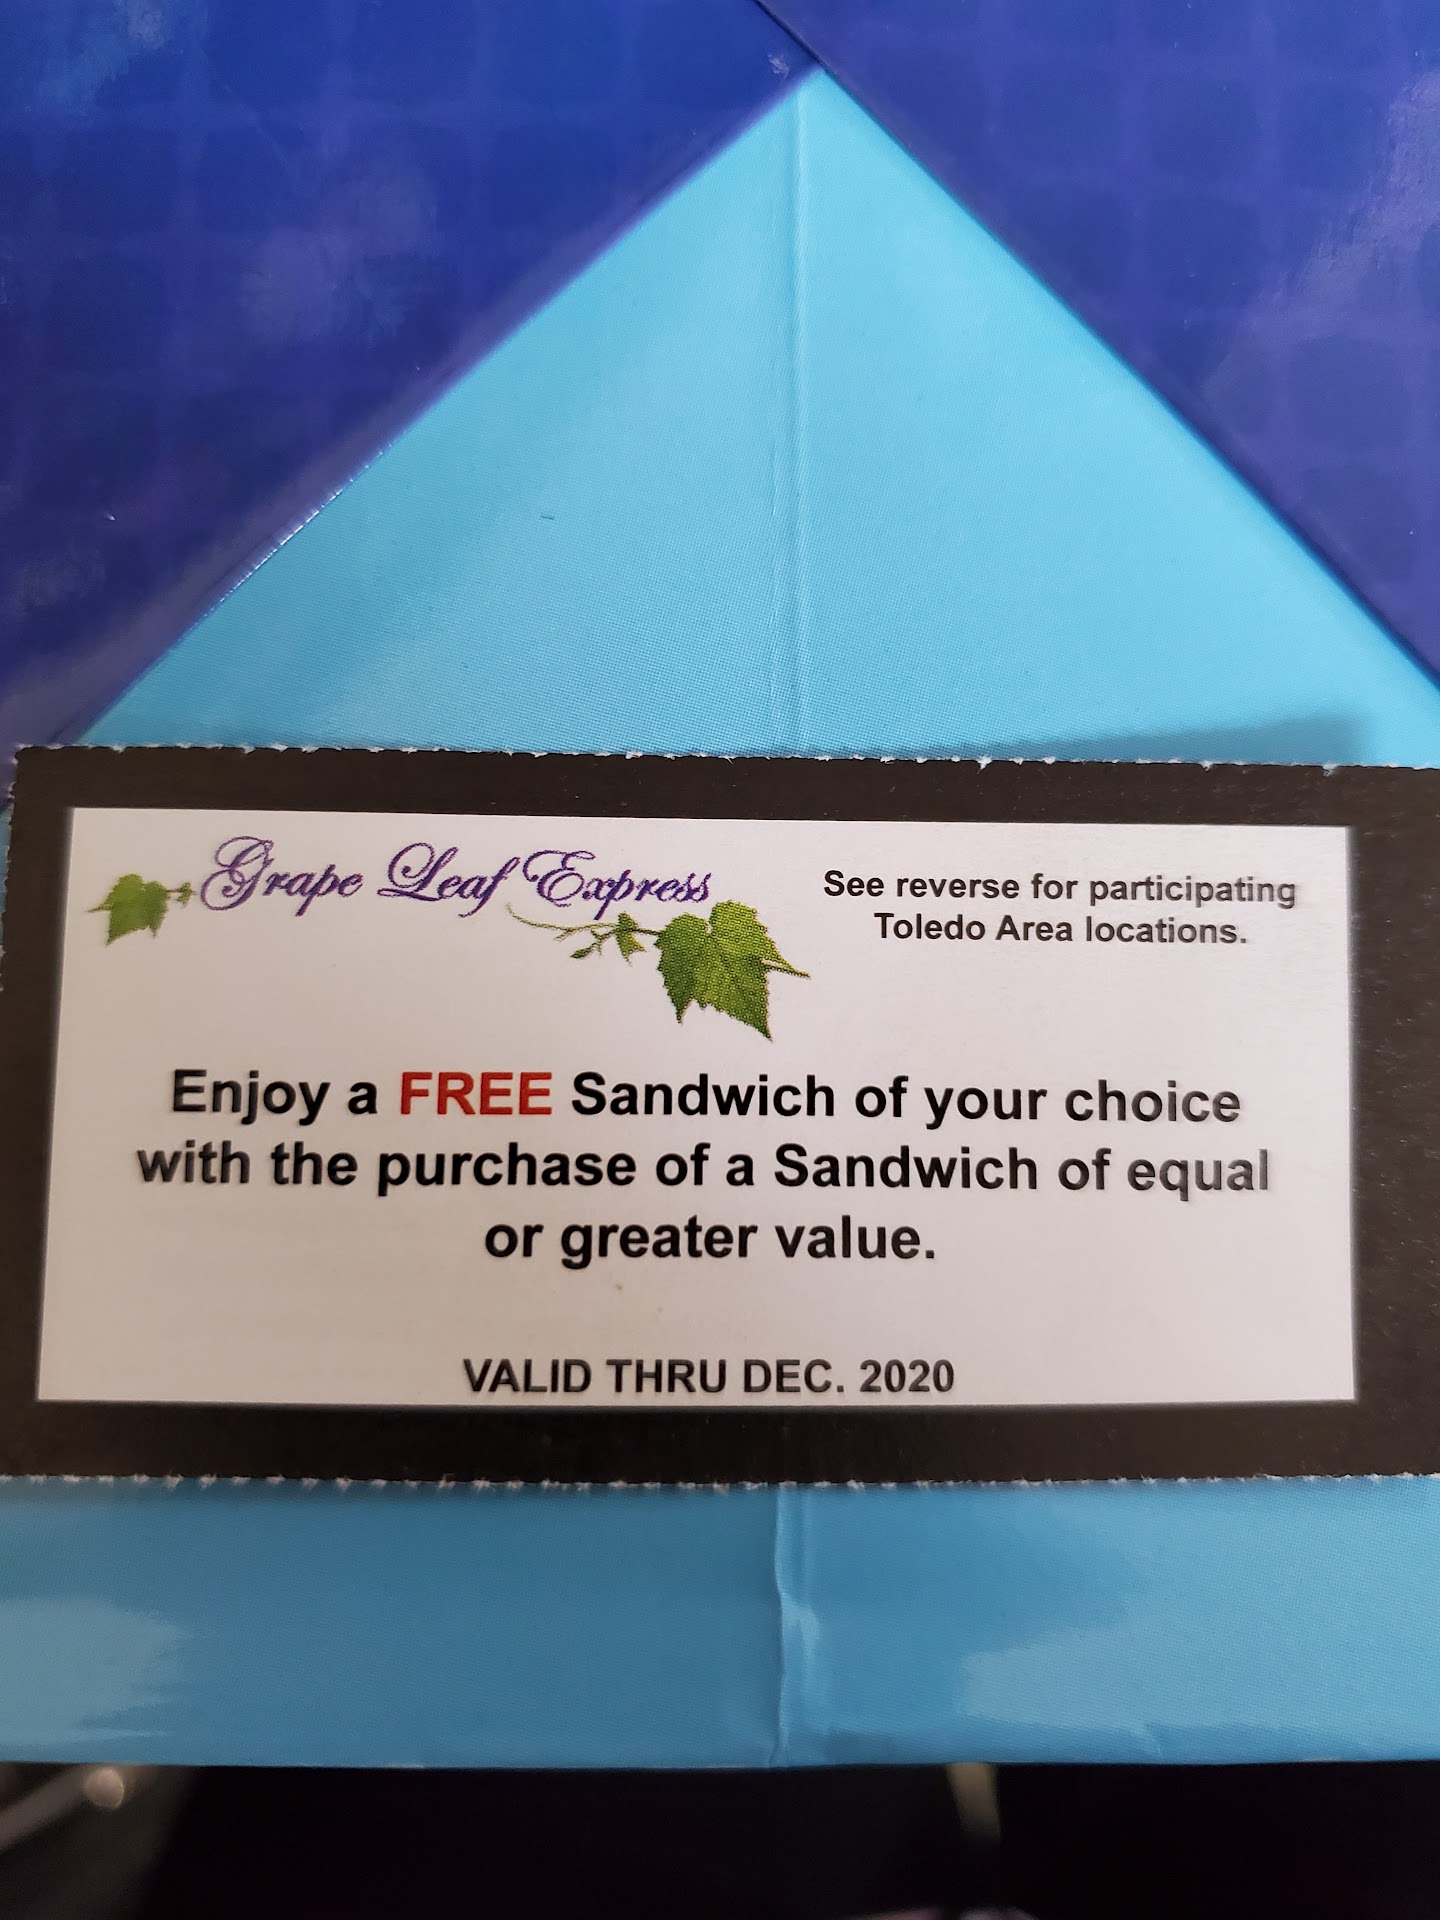 Grape Leaf Express
See reverse for participating
Toledo Area locations.
Enjoy a FREE Sandwich of your choice
with the purchase of a Sandwich of equal
or greater value.
VALID THRU DEC. 2020